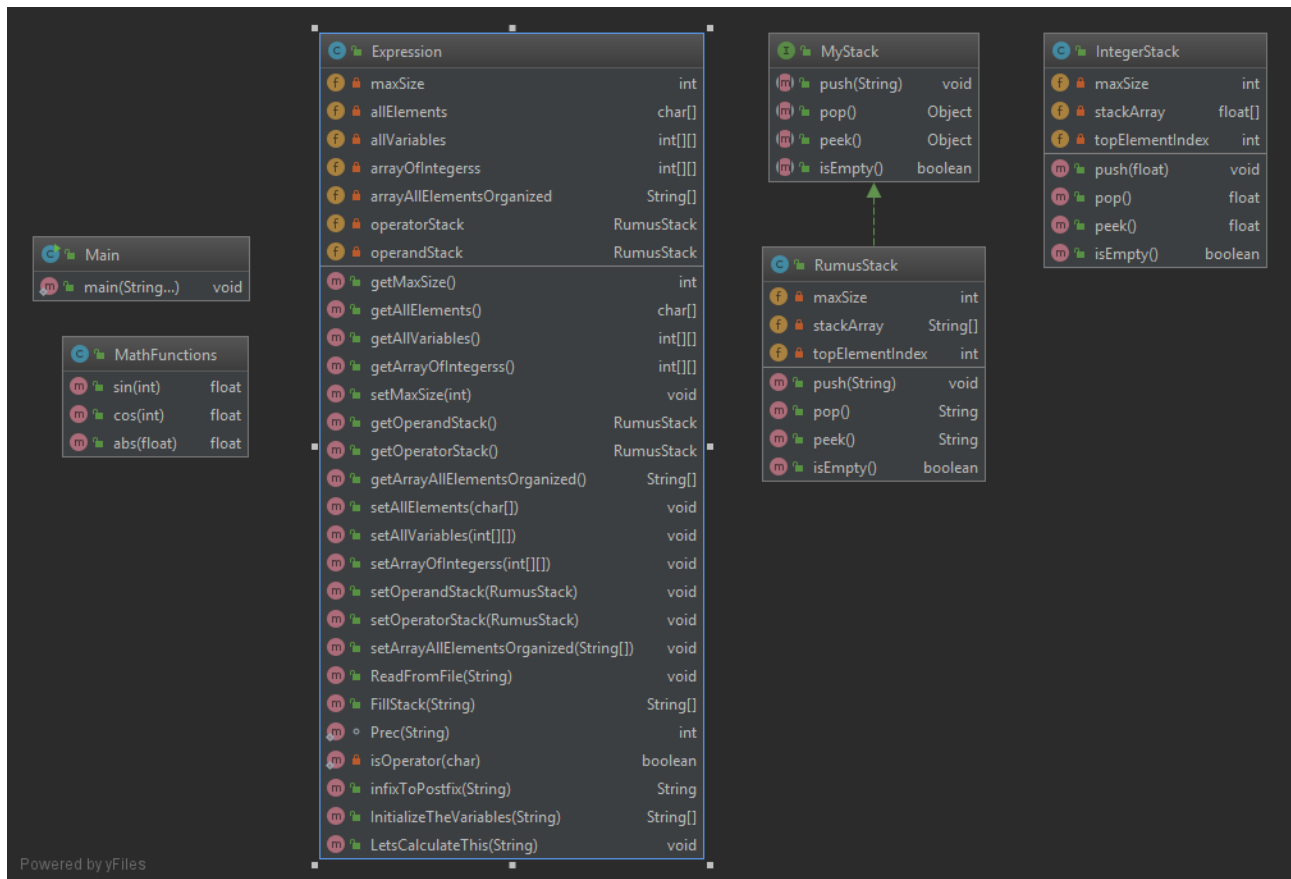 Expression
maxSize int
allElements char[]
allVariables int[][]
arrayOfIntegerss int[][]
arrayAllElementsOrganized String[]
operatorStack RumusStack
operandStack RumusStack
getMaxSize() int
getAllElements() char[]
getAllVariables() int[][]
getArrayOfIntegerss() int[][]
setMaxSize(int) void
getOperandStack() RumusStack
getOperatorStack() RumusStack
getArrayAllElementsOrganized() String[]
setAllElements(char[]) void
setAllVariables(int[][]) void
setArrayOfIntegerss(int[][]) void
setOperandStack(RumusStack) void
setOperatorStack(RumusStack) void
setArrayAllElementsOrganized(String[]) void
ReadFromFile(String) void
FillStack(String) String[]
Prec(String) int
isOperator(char) boolean
infixToPostfix(String) String
InitializeTheVariables(String) String[]
LetsCalculateThis(String) void
MyStack
push(String) void
pop() Object
peek() Object
isEmpty() boolean
IntegerStack
maxSize int
stackArray float[]
topElementIndex int
push(float) void
pop() float
peek() float
isEmpty() boolean
Main
main(String...) void
RumusStack
maxSize int
stackArray String[]
topElementIndex int
push(String) void
pop() String
peek() String
isEmpty() boolean
MathFunctions
sin(int) float
cos(int) float
abs(float) float
Powered by yFiles